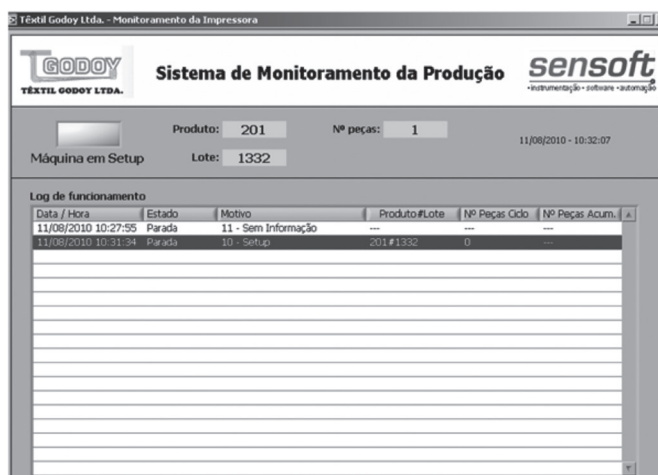 Têxtil Godoy Ltda. - Monitoramento da Impressora
GODOY
TÊXTIL GODOY LTDA.
Sistema de Monitoramento da Produção
sensoft
•instrumentação • software •automação
Produto: 201 Nº peças: 1
11/08/2010 - 10:32:07
Máquina em Setup Lote: 1332
Log de funcionamento
Data / Hora Estado Motivo Produto#Lote Nº Peças Ciclo Nº Peças Acum.
11/08/2010 10:27:55 Parada 11 - Sem Informação --- --- ---
11/08/2010 10:31:34 Parada 10 - Setup 201#1332 0 ---